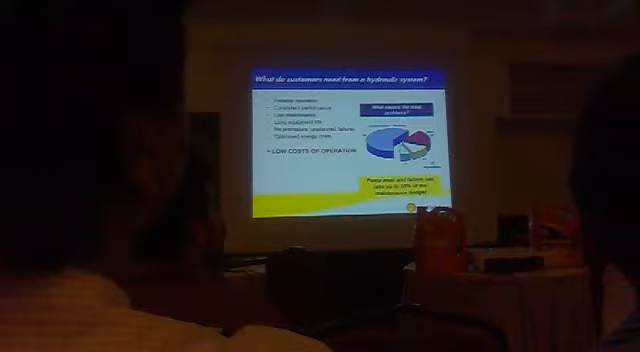 What do customers need from a hydraulic system?
Consistent performance
Low maintenance
Long equipment life
No premature/unplanned failures
Optimised energy costs
• LOW COSTS OF OPERATION
What causes the most
problems?
Pump wear and failure can
take up to 30% of the
maintenance budget